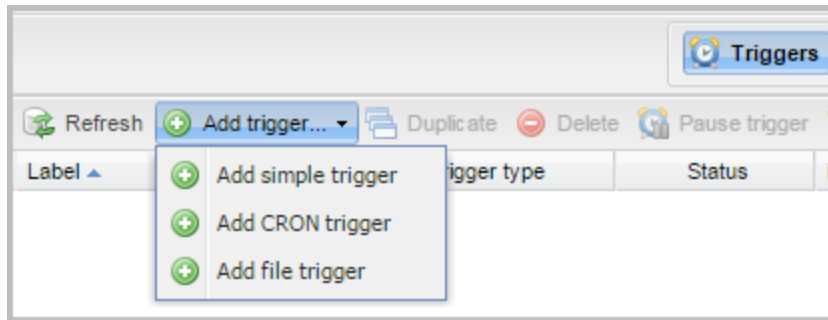 Triggers
Refresh Add trigger... Duplicate Delete Pause trigger
Label rigger type Status
Add simple trigger
Add CRON trigger
Add file trigger